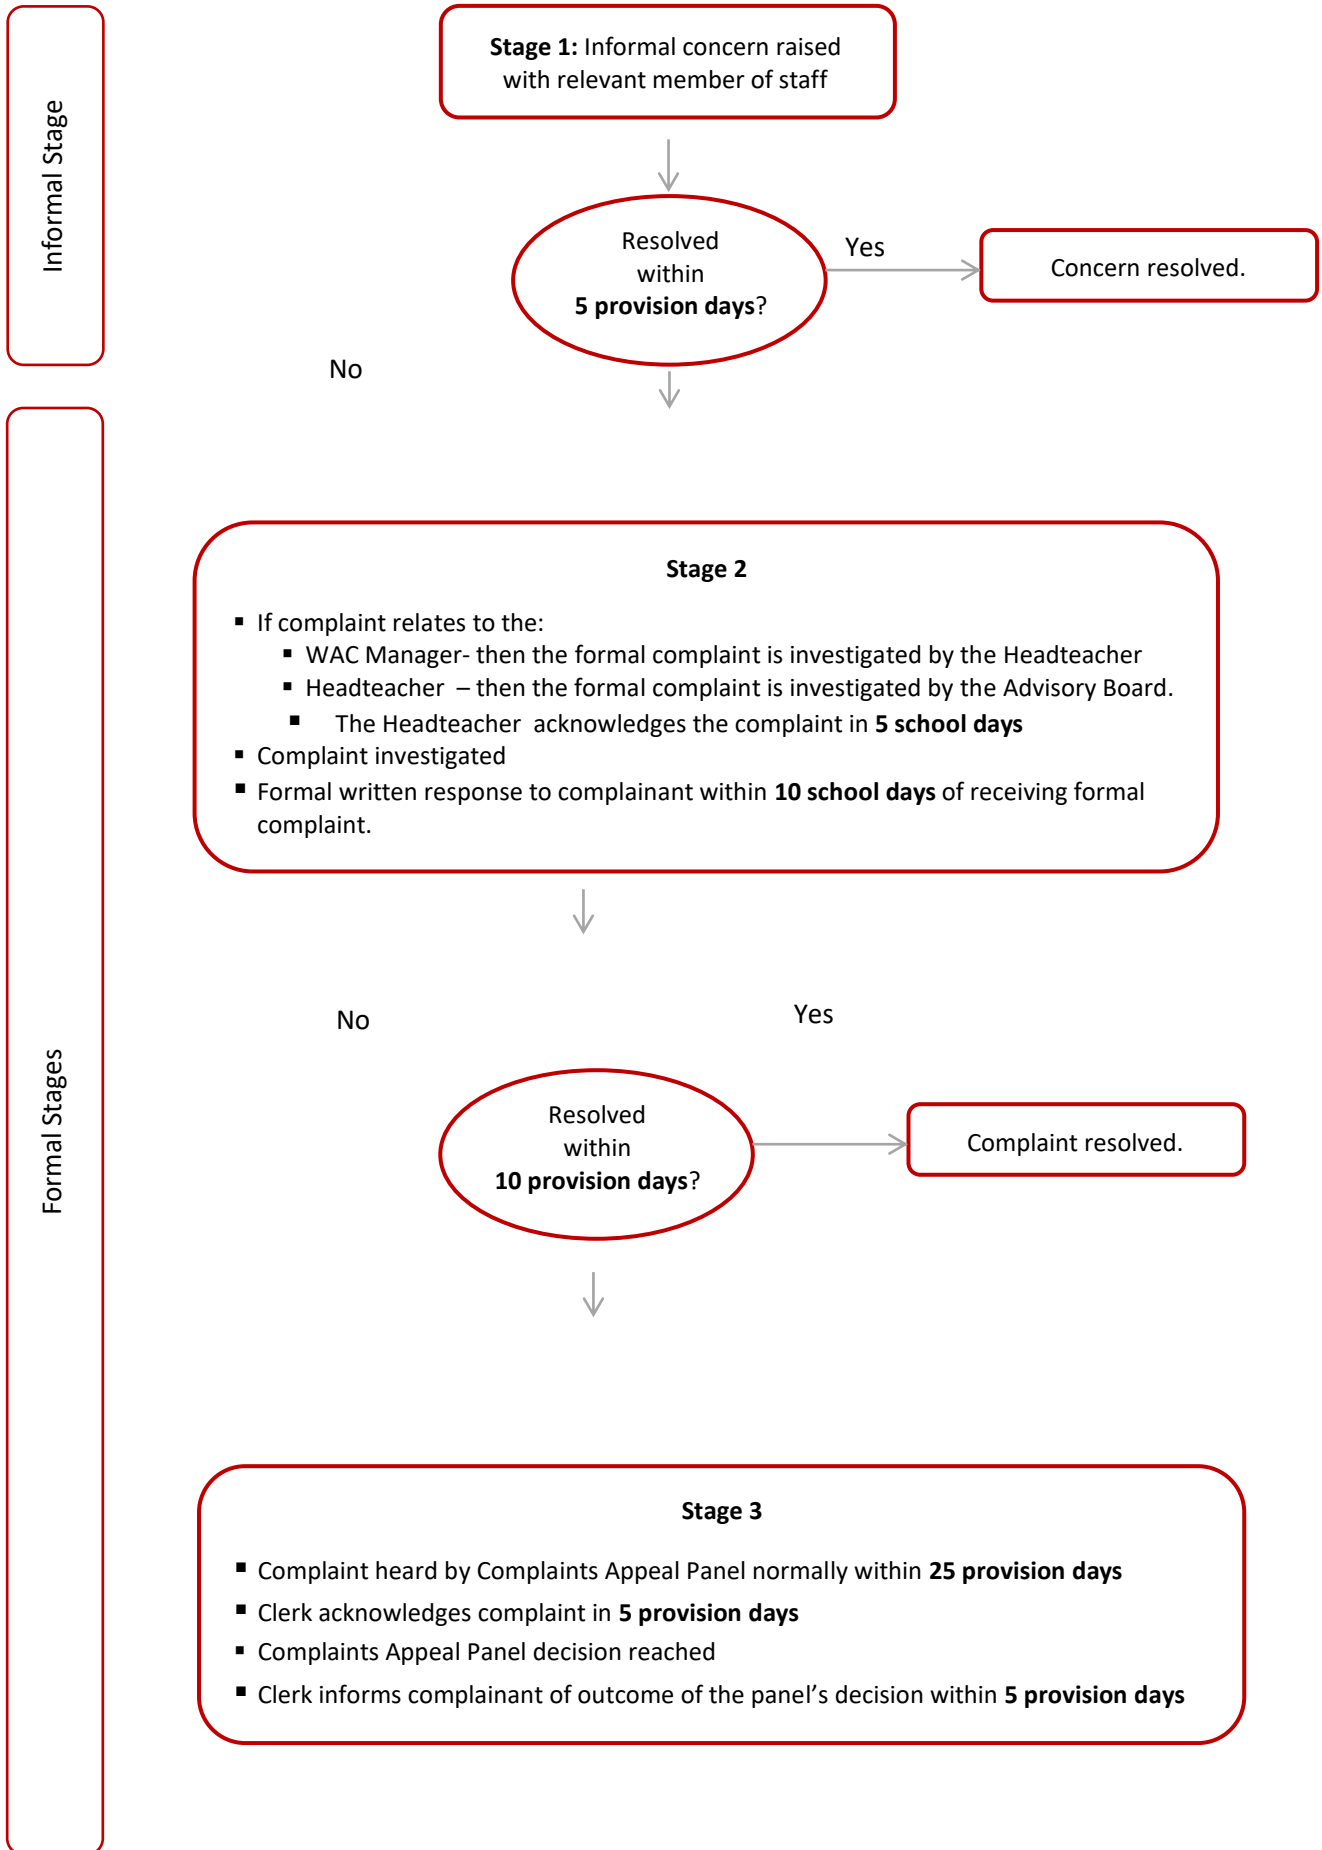 Informal Stage
Stage 1: Informal concern raised
with relevant member of staff
Resolved
within
5 provision days?
Yes
Concern resolved.
No
Formal Stages
Stage 2
▪ If complaint relates to the:
▪ WAC Manager- then the formal complaint is investigated by the Headteacher
▪ Headteacher – then the formal complaint is investigated by the Advisory Board.
▪ The Headteacher acknowledges the complaint in 5 school days
▪ Complaint investigated
▪ Formal written response to complainant within 10 school days of receiving formal
complaint.
No
Yes
Resolved
within
10 provision days?
Complaint resolved.
Stage 3
▪ Complaint heard by Complaints Appeal Panel normally within 25 provision days
▪ Clerk acknowledges complaint in 5 provision days
▪ Complaints Appeal Panel decision reached
▪ Clerk informs complainant of outcome of the panel’s decision within 5 provision days